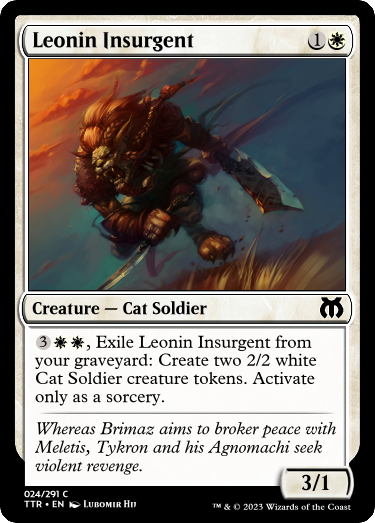 Leonin Insurgent 1
3, Exile Leonin Insurgent from
your graveyard: Create two 2/2 white
Cat Soldier creature tokens. Activate
only as a sorcery.
Creature — Cat Soldier
Whereas Brimaz aims to broker peace with
Meletis, Tykron and his Agnomachi seek
violent revenge.
3/1
024/291 C
TTR • EN Lubomir Hlj
™ & © 2023 Wizards of the Coast